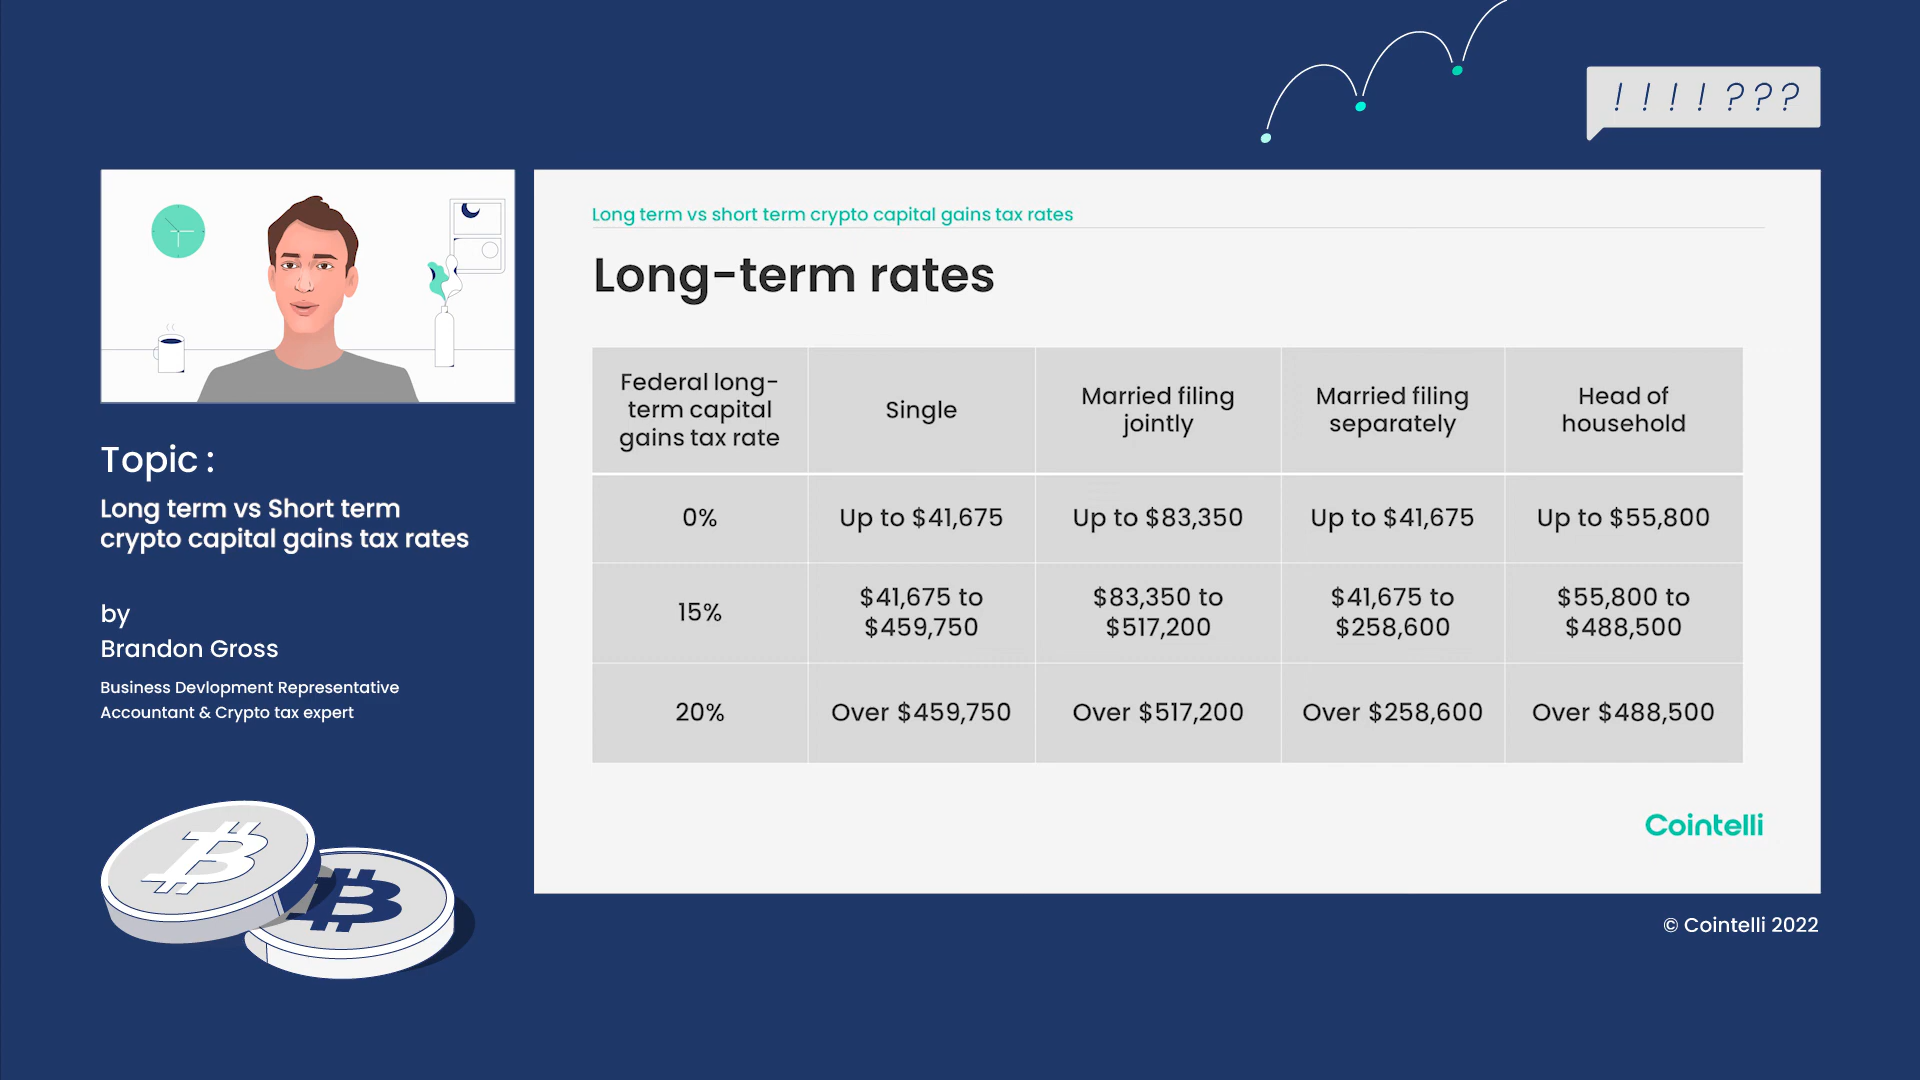 ! ! ! ! ? ? ?
Topic :
Long term vs Short term
crypto capital gains tax rates
by
Brandon Gross
Business Devlopment Representative
Accountant & Crypto tax expert
Long term vs short term crypto capital gains tax rates
Long-term rates
Federal long-
term capital
gains tax rate
Single
Married filing
jointly
Married filing
separately
Head of
household
0%
Up to $41,675
Up to $83,350
Up to $41,675
Up to $55,800
15%
$41,675 to
$459,750
$83,350 to
$517,200
$41,675 to
$258,600
$55,800 to
$488,500
20%
Over $459,750
Over $517,200
Over $258,600
Over $488,500
Cointelli
© Cointelli 2022